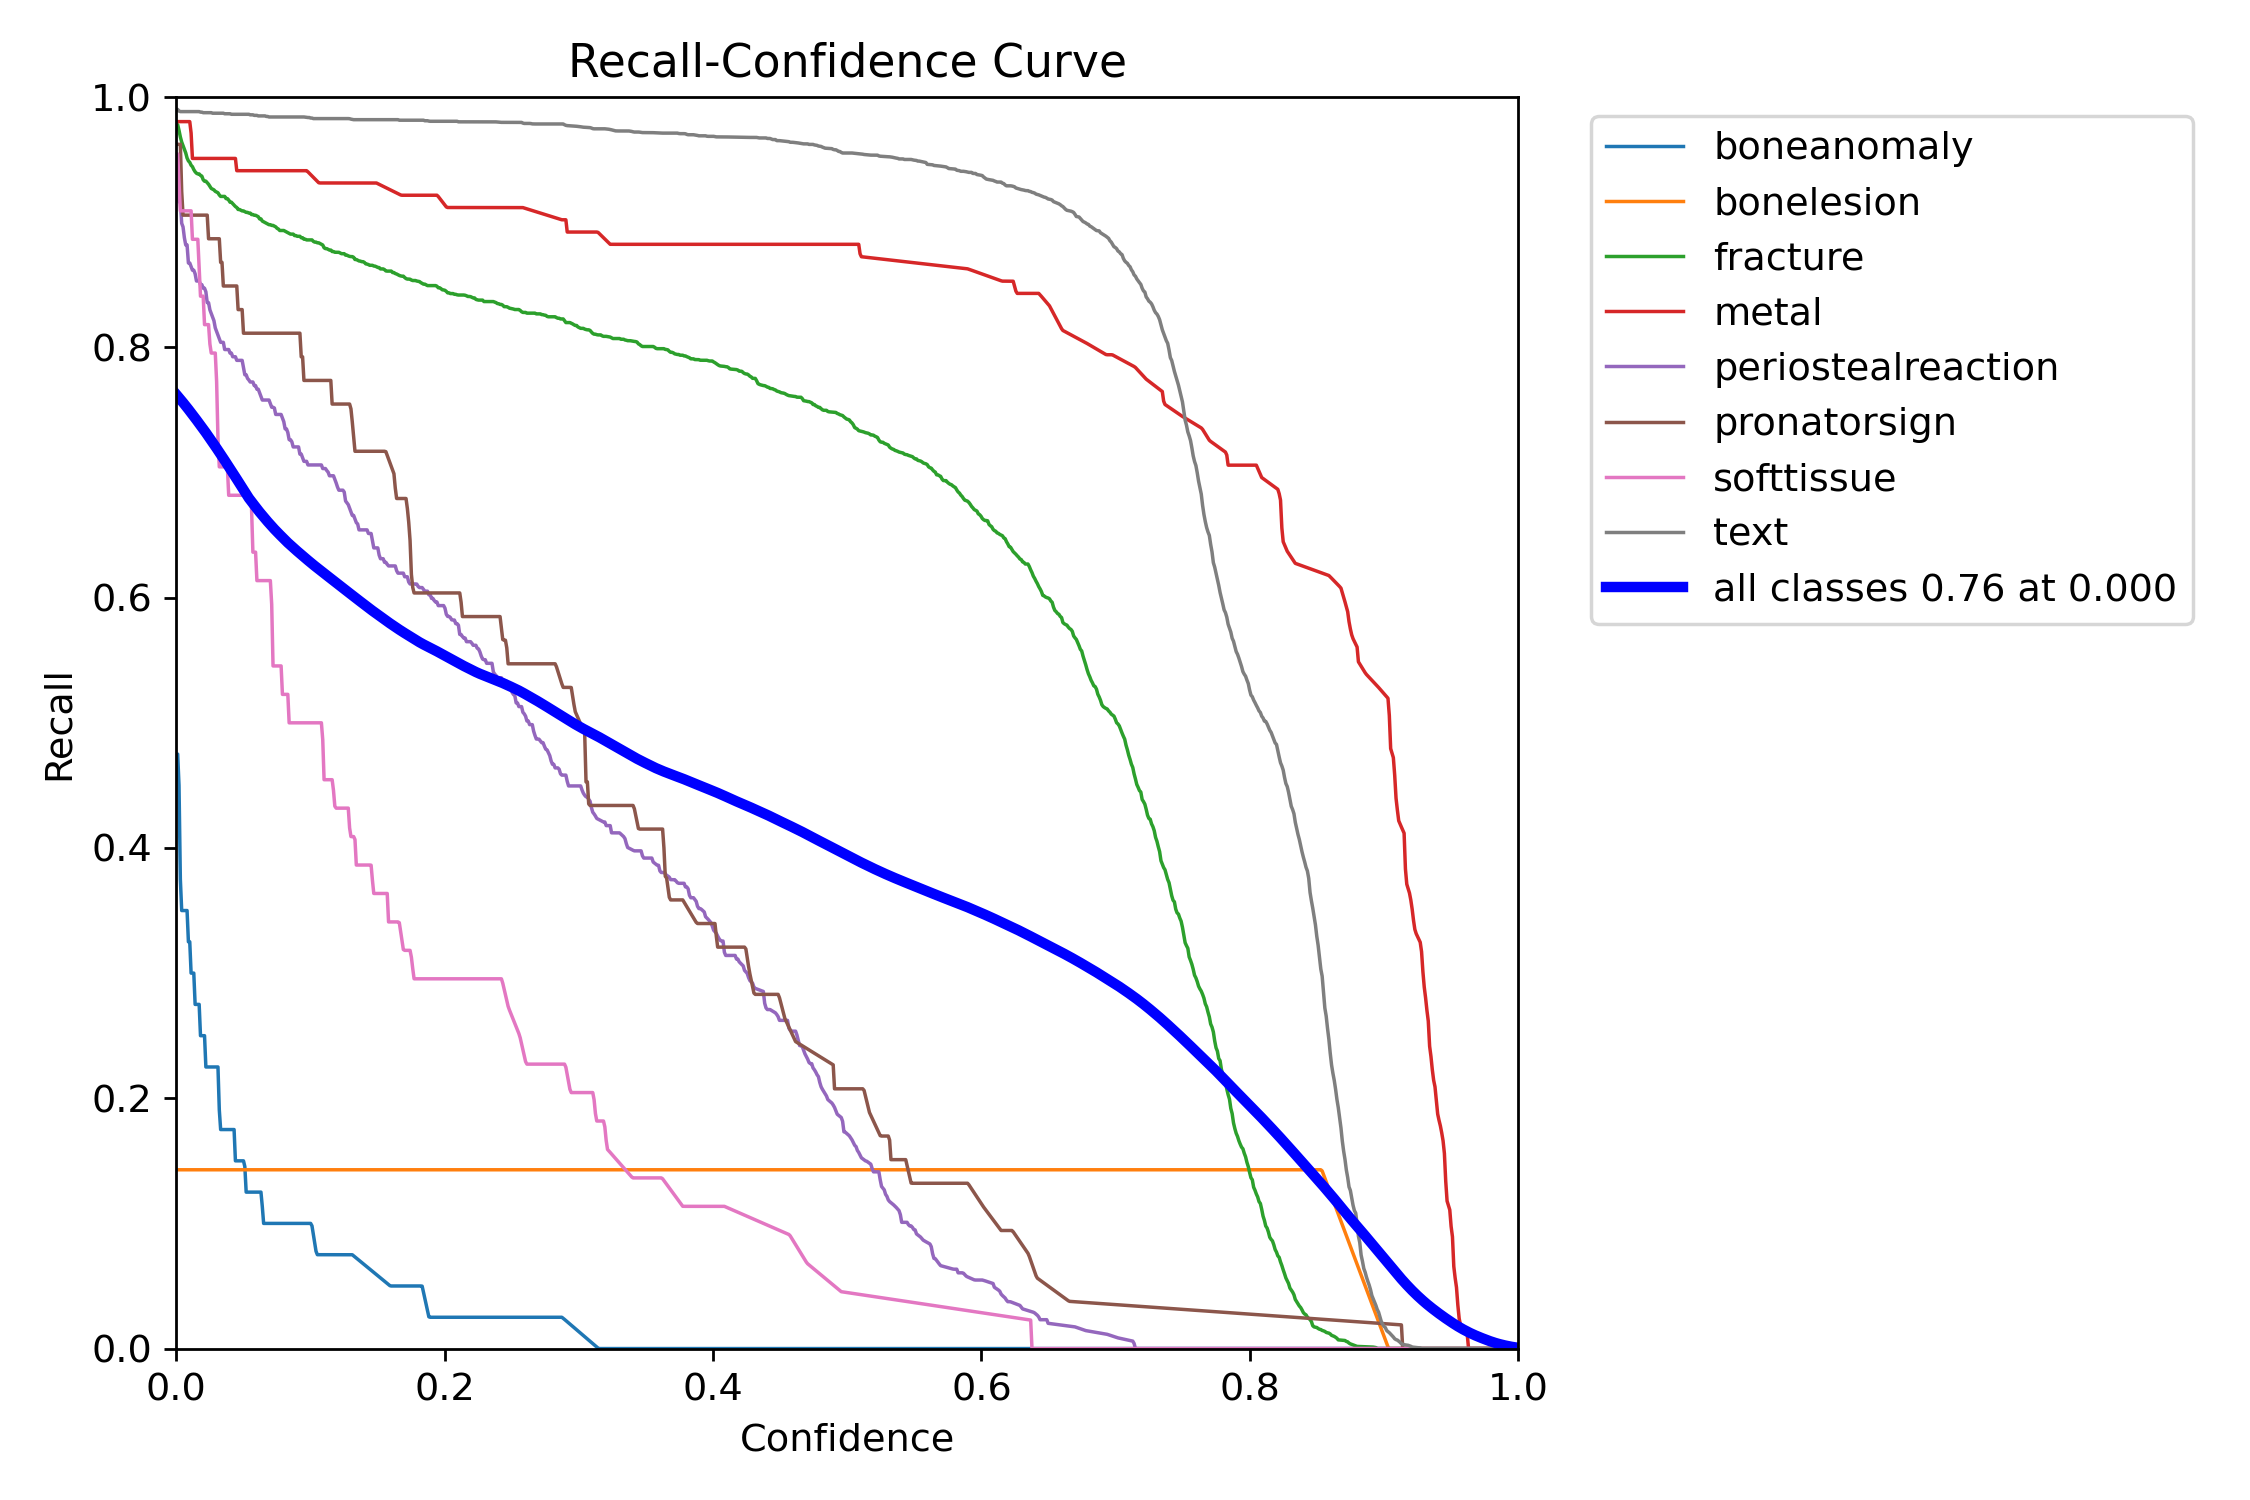 Recall-Confidence Curve
1.0
0.8
0.6
0.4
0.2
0.0
Recall
0.0 0.2 0.4 0.6 0.8 1.0
Confidence
boneanomaly
bonelesion
fracture
metal
periostealreaction
pronatorsign
softtissue
text
all classes 0.76 at 0.000